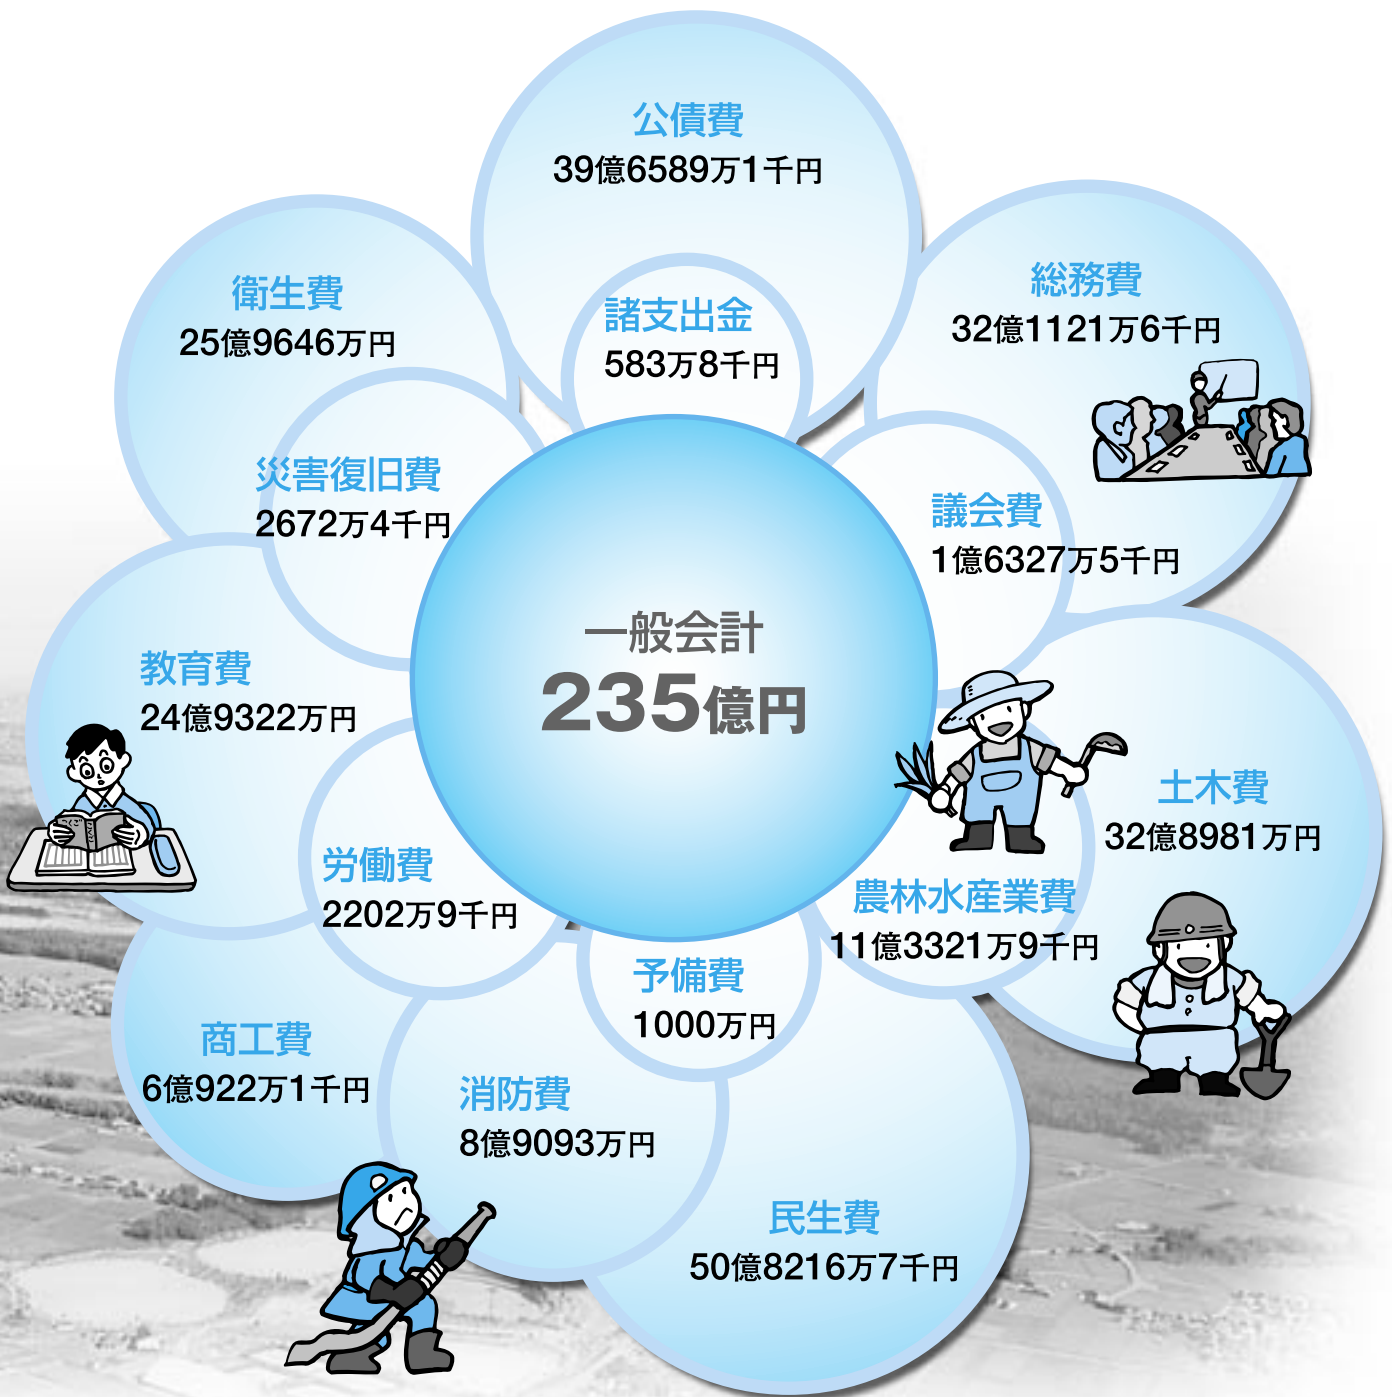 公債費
39億6589万1千円
諸支出金
583万8千円
衛生費
25億9646万円
総務費
32億1121万6千円
災害復旧費
2672万4千円
議会費
1億6327万5千円
一般会計
235億円
教育費
24億9322万円
土木費
32億8981万円
労働費
2202万9千円
農林水産業費
11億3321万9千円
予備費
1000万円
商工費
6億922万1千円
消防費
8億9093万円
民生費
50億8216万7千円
こくご